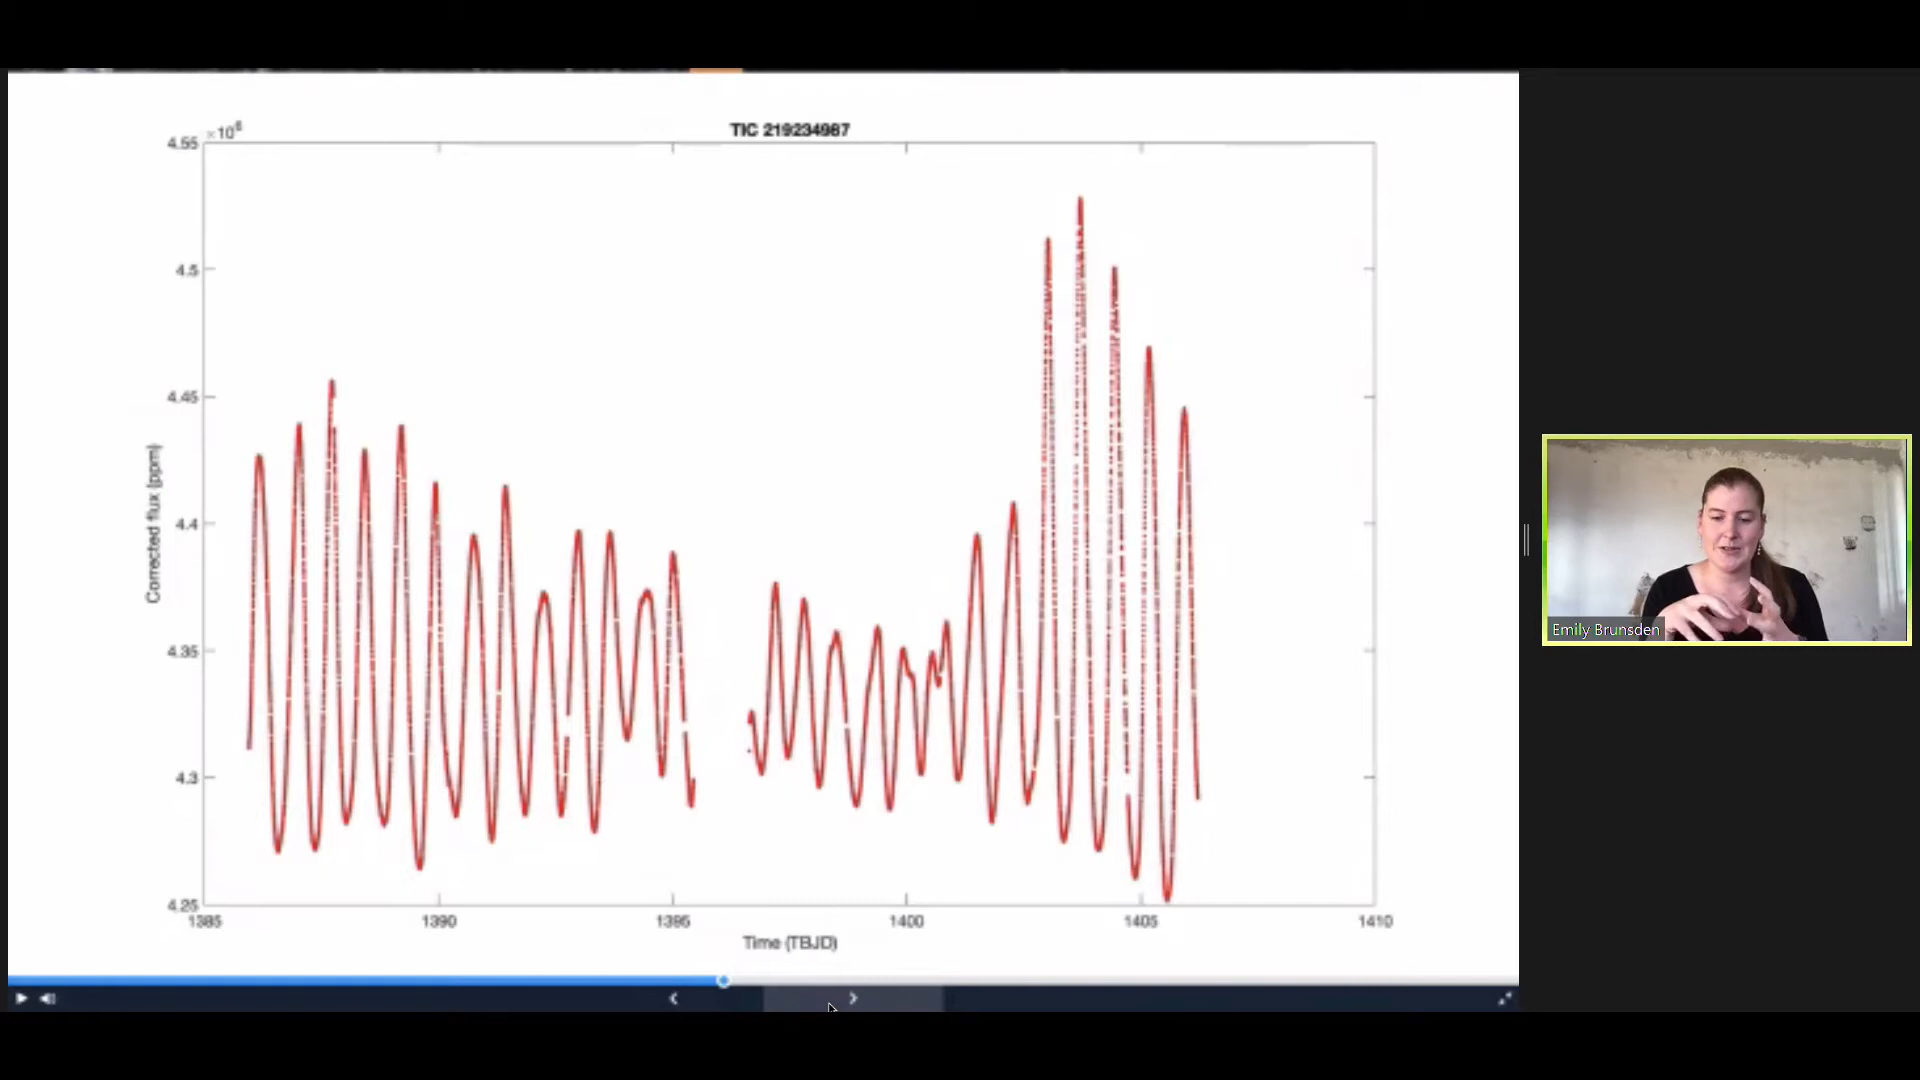 TIC 219234987
×10⁶
4.55
4.5
4.45
4.4
4.35
4.3
4.25
Corrected flux (ppm)
1385 1390 1395 1400 1405 1410
Time (TBJD)
Emily Brunsden